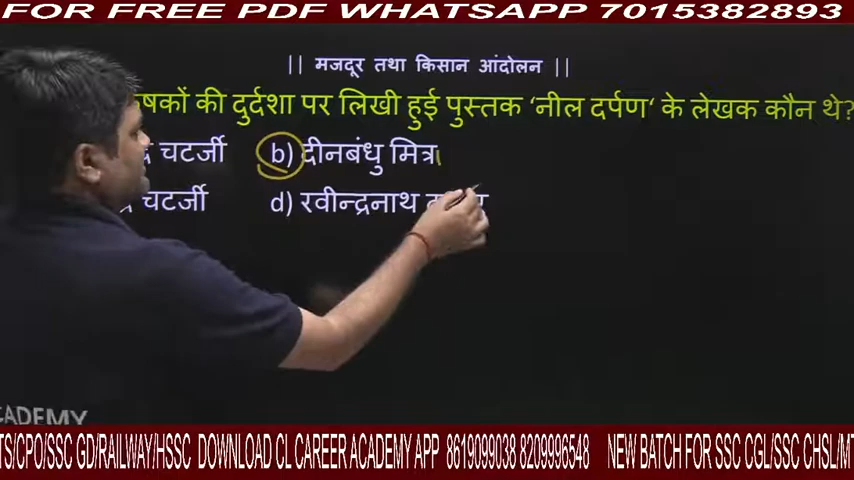 FOR FREE PDF WHATSAPP 7015382893
|| मजदूर तथा किसान आंदोलन ||
षकों की दुर्दशा पर लिखी हुई पुस्तक ‘नील दर्पण‘ के लेखक कौन थे?
चटर्जी b) दीनबंधु मित्र
चटर्जी d) रवीन्द्रनाथ
ACADEMY
TS/CPO/SSC GD/RAILWAY/HSSC DOWNLOAD CL CAREER ACADEMY APP 8619099038 8209996548 NEW BATCH FOR SSC CGL/SSC CHSL/MT